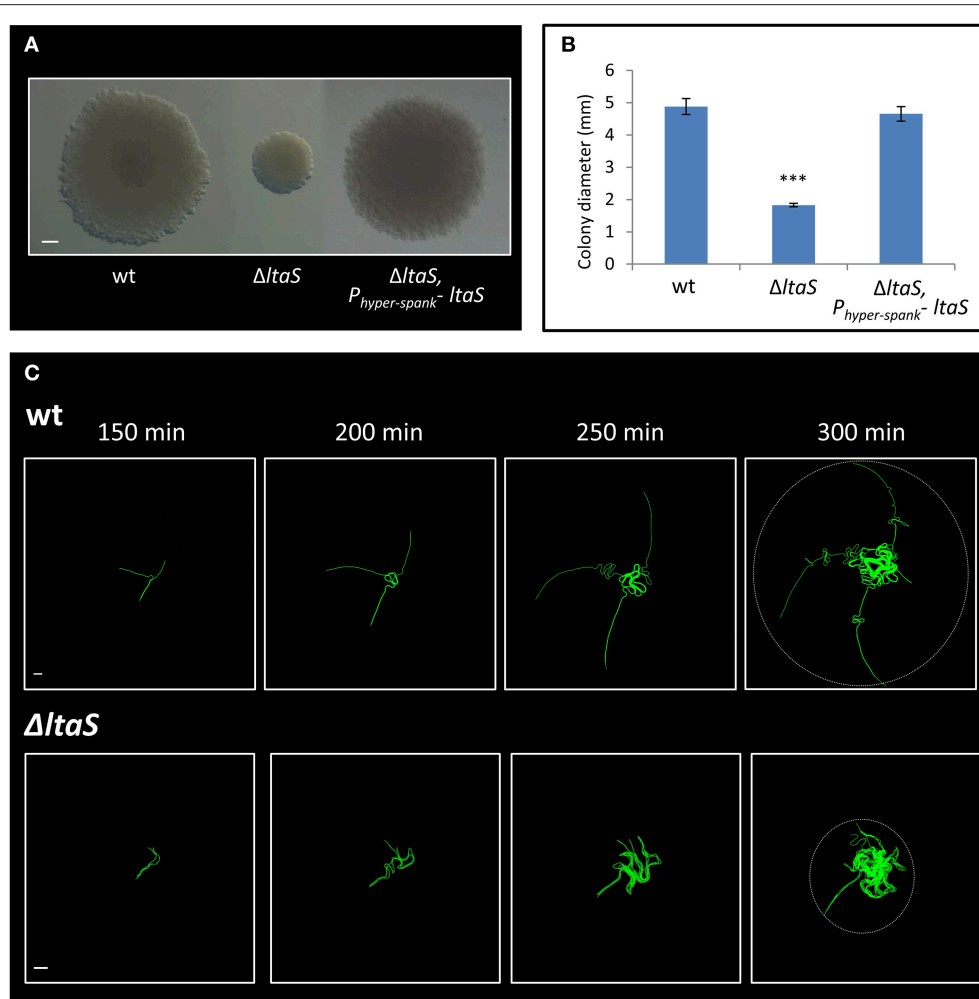 A
wt
ΔltaS
ΔltaS,
Phyper-spank- ltaS
B
Colony diameter (mm)
6
5
4
3
2
1
0
***
wt
ΔltaS
ΔltaS,
Phyper-spank- ltaS
C
wt
150 min
200 min
250 min
300 min
ΔltaS